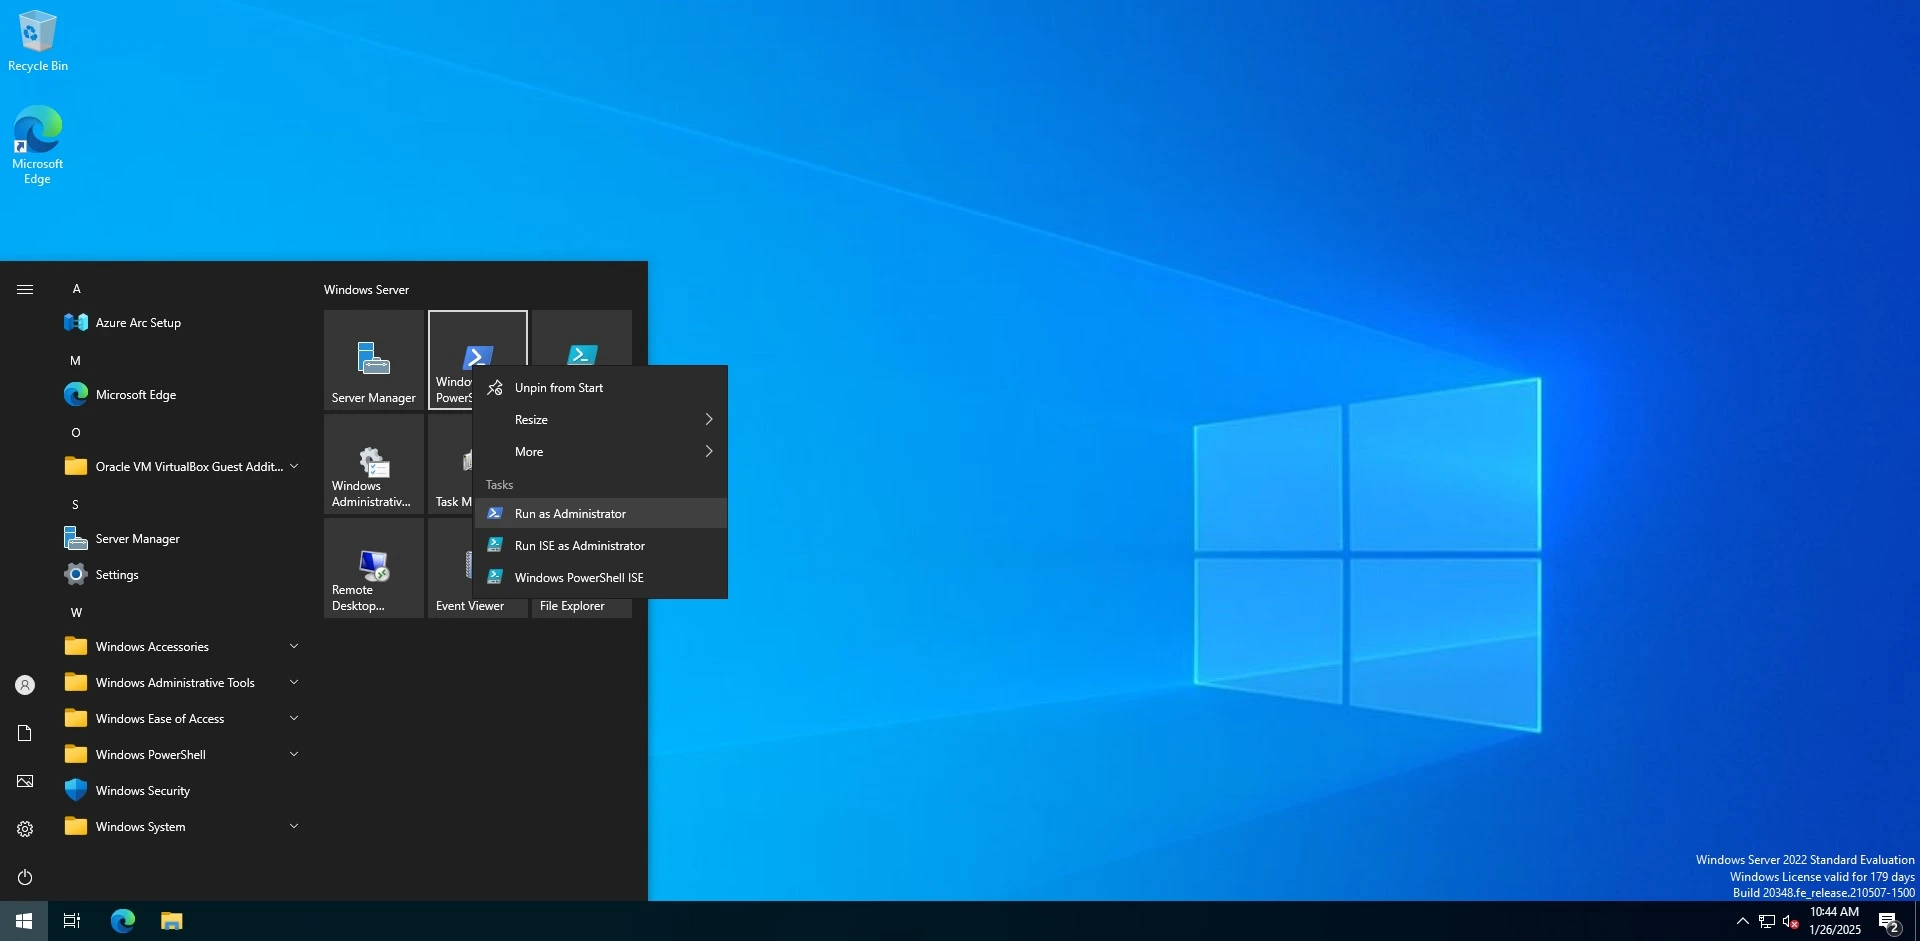 Recycle Bin
Microsoft
Edge
A
Azure Arc Setup
M
Microsoft Edge
O
Oracle VM VirtualBox Guest Addit...
S
Server Manager
Settings
W
Windows Accessories
Windows Administrative Tools
Windows Ease of Access
Windows PowerShell
Windows Security
Windows System
Windows Server
Server Manager
Windows
Administrativ...
Remote
Desktop...
Event Viewer
File Explorer
Unpin from Start
Resize
More
Tasks
Run as Administrator
Run ISE as Administrator
Windows PowerShell ISE
Windows Server 2022 Standard Evaluation
Windows License valid for 179 days
Build 20348.fe_release.210507-1500
10:44 AM
1/26/2025
2